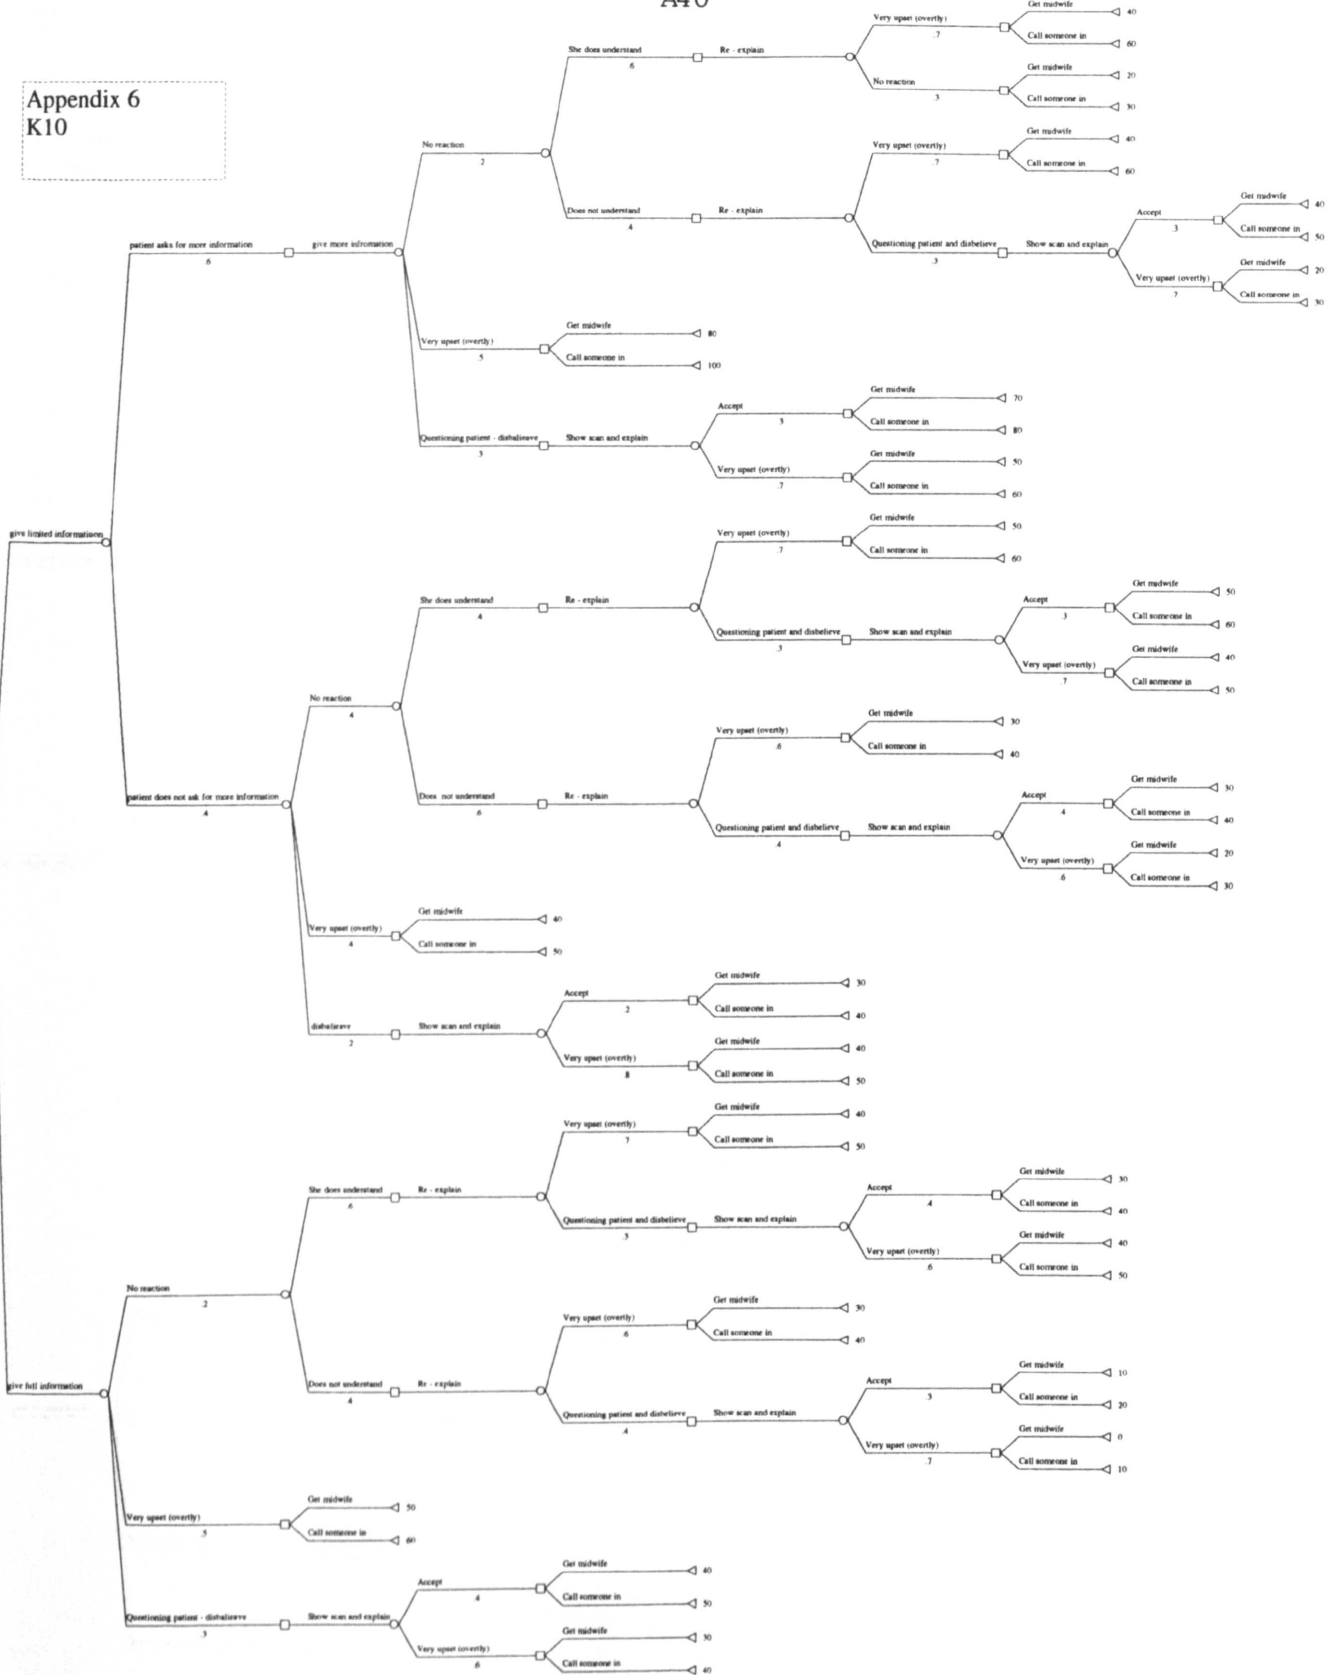 A40
Appendix 6
K10
give limited informatioon
patient asks for more information
.6
give more infromation
No reaction
.2
She does understand
.6
Re - explain
Very upset (overtly)
.7
Get midwife
40
Call someone in
60
No reaction
.3
Get midwife
20
Call someone in
30
Does not understand
.4
Re - explain
Very upset (overtly)
.7
Get midwife
40
Call someone in
60
Questioning patient and disbelieve
.3
Show scan and explain
Accept
.3
Get midwife
40
Call someone in
50
Very upset (overtly)
.7
Get midwife
20
Call someone in
30
Very upset (overtly)
.5
Get midwife
80
Call someone in
100
Questioning patient - disbalieave
.3
Show scan and explain
Accept
.3
Get midwife
70
Call someone in
80
Very upset (overtly)
.7
Get midwife
50
Call someone in
60
patient does not ask for more information
.4
No reaction
.4
She does understand
.4
Re - explain
Very upset (overtly)
.7
Get midwife
50
Call someone in
60
Questioning patient and disbelieve
.3
Show scan and explain
Accept
.3
Get midwife
50
Call someone in
60
Very upset (overtly)
.7
Get midwife
40
Call someone in
50
Does not understand
.6
Re - explain
Very upset (overtly)
.6
Get midwife
30
Call someone in
40
Questioning patient and disbelieve
.4
Show scan and explain
Accept
.4
Get midwife
30
Call someone in
40
Very upset (overtly)
.6
Get midwife
20
Call someone in
30
Very upset (overtly)
.4
Get midwife
40
Call someone in
50
disbalieave
.2
Show scan and explain
Accept
.2
Get midwife
30
Call someone in
40
Very upset (overtly)
.8
Get midwife
40
Call someone in
50
give full information
No reaction
.2
She does understand
.6
Re - explain
Very upset (overtly)
.7
Get midwife
40
Call someone in
50
Questioning patient and disbelieve
.3
Show scan and explain
Accept
.4
Get midwife
30
Call someone in
40
Very upset (overtly)
.6
Get midwife
40
Call someone in
50
Does not understand
.4
Re - explain
Very upset (overtly)
.6
Get midwife
30
Call someone in
40
Questioning patient and disbelieve
.4
Show scan and explain
Accept
.3
Get midwife
10
Call someone in
20
Very upset (overtly)
.7
Get midwife
0
Call someone in
10
Very upset (overtly)
.5
Get midwife
50
Call someone in
60
Questioning patient - disbalieave
.3
Show scan and explain
Accept
.4
Get midwife
40
Call someone in
50
Very upset (overtly)
.6
Get midwife
30
Call someone in
40